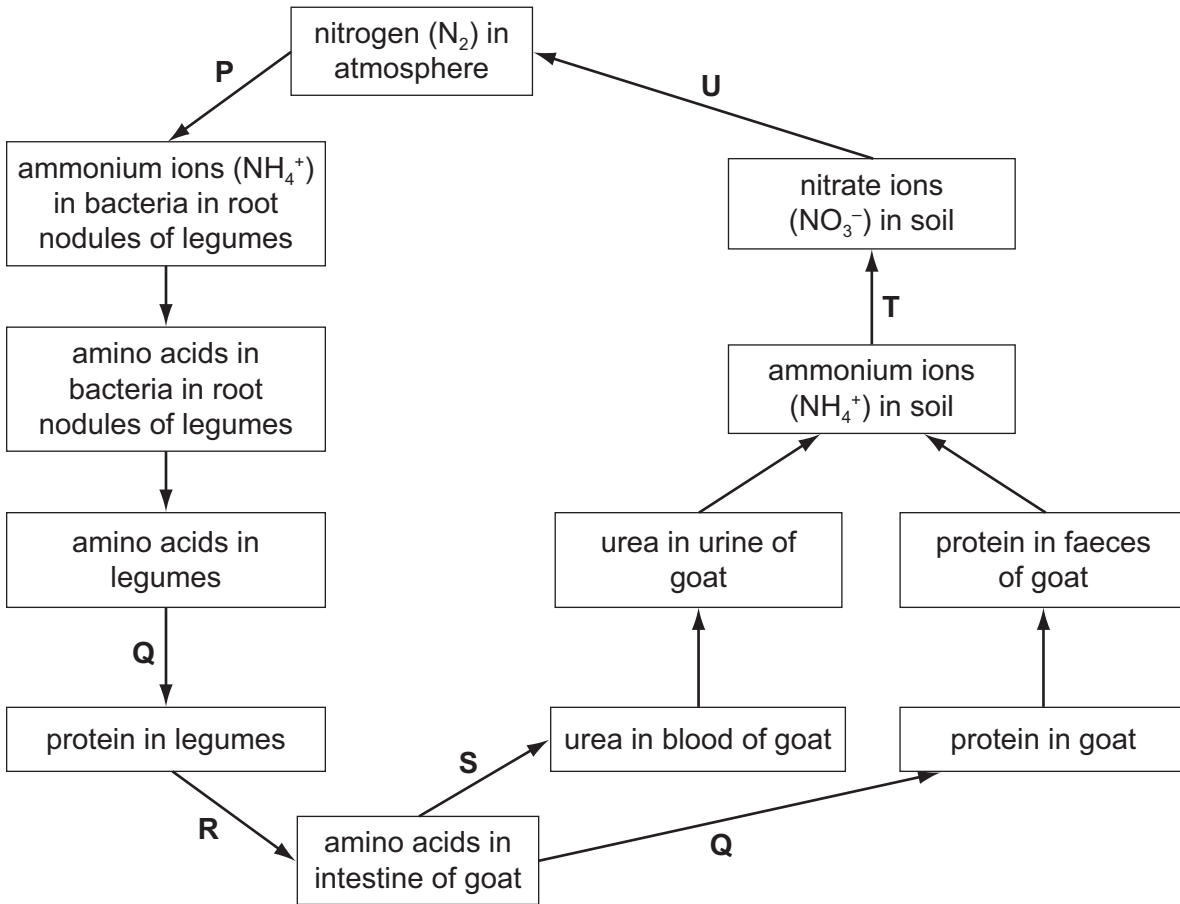 nitrogen (N₂) in
atmosphere
P
U
ammonium ions (NH₄⁺)
in bacteria in root
nodules of legumes
nitrate ions
(NO₃⁻) in soil
T
amino acids in
bacteria in root
nodules of legumes
ammonium ions
(NH₄⁺) in soil
amino acids in
legumes
urea in urine of
goat
protein in faeces
of goat
Q
protein in legumes
urea in blood of goat
protein in goat
S
R
Q
amino acids in
intestine of goat